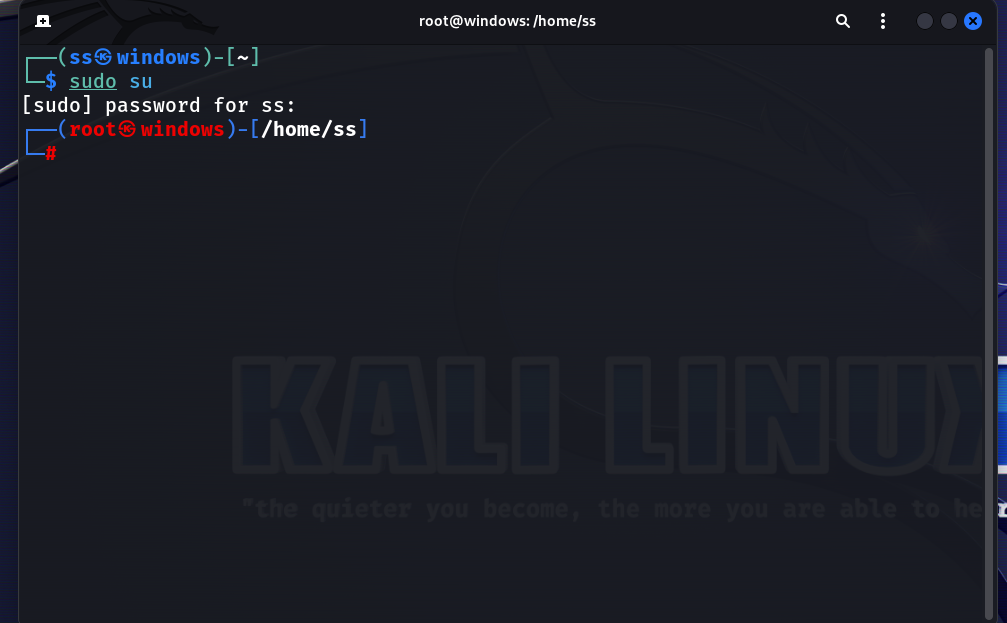 root@windows: /home/ss
┌──(ss㉿windows)-[~]
└─$ sudo su
[sudo] password for ss:
┌──(root㉿windows)-[/home/ss]
└─#
KALI LINUX
"the quieter you become, the more you are able to he